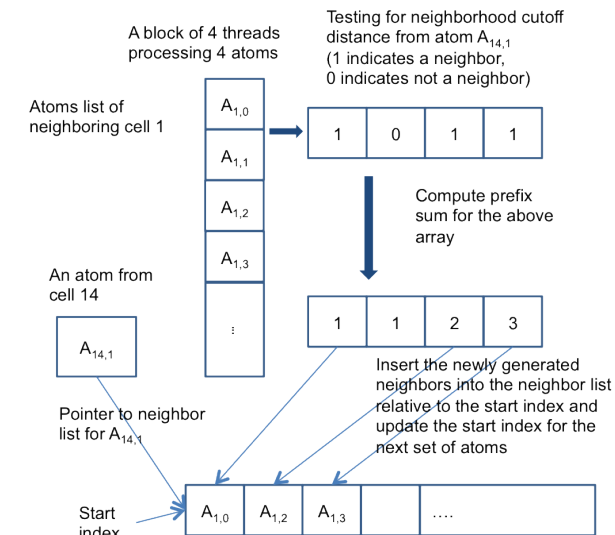 A block of 4 threads
processing 4 atoms
Testing for neighborhood cutoff
distance from atom A14,1
(1 indicates a neighbor,
0 indicates not a neighbor)
Atoms list of
neighboring cell 1
A1,0
A1,1
A1,2
A1,3
...
1 0 1 1
Compute prefix
sum for the above
array
An atom from
cell 14
A14,1
1 1 2 3
Insert the newly generated
neighbors into the neighbor list
relative to the start index and
update the start index for the
next set of atoms
Pointer to neighbor
list for A14,1
Start
index
A1,0 A1,2 A1,3 ....